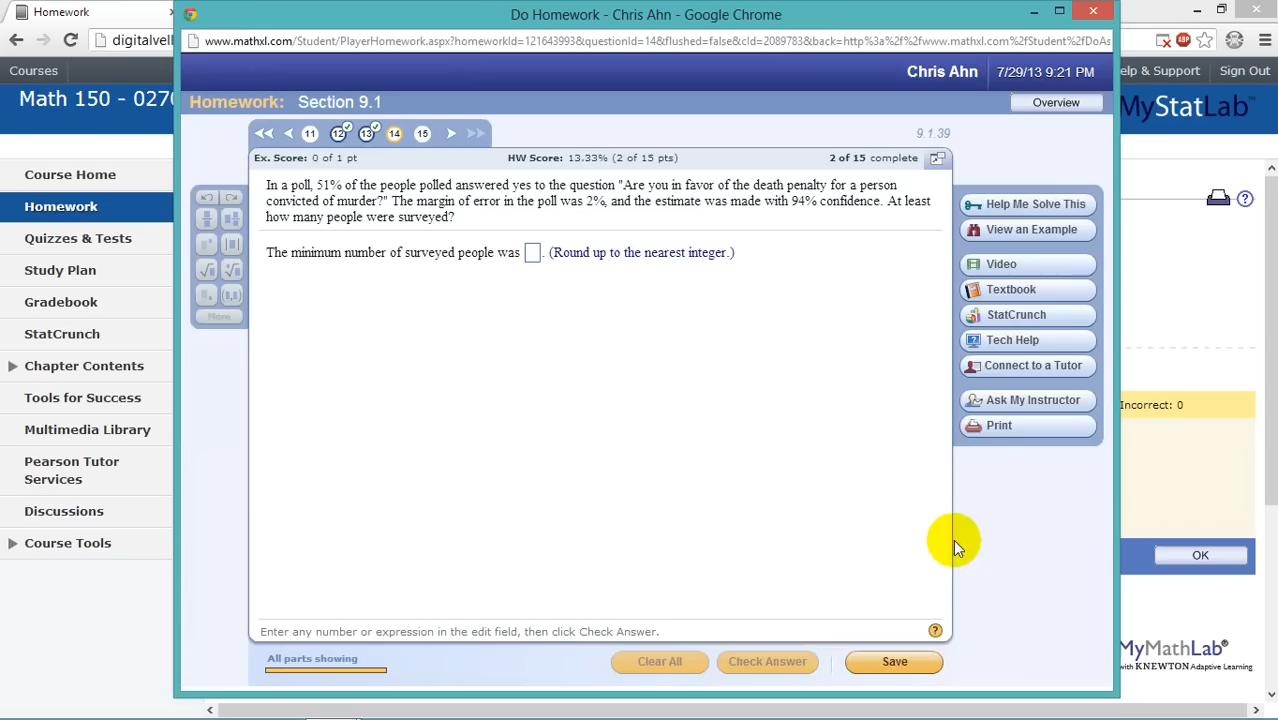 Homework
Do Homework - Chris Ahn - Google Chrome
digitalvell
www.mathxl.com/Student/PlayerHomework.aspx?homeworkId=121643993&questionId=14&flushed=false&cId=2089783&back=http%3a%2f%2fwww.mathxl.com%2fStudent%2fDoAs
Courses
Chris Ahn
7/29/13 9:21 PM
elp & Support
Sign Out
Math 150 - 0270
Homework: Section 9.1
Overview
MyStatLab
11
12
13
14
15
9.1.39
Ex. Score: 0 of 1 pt
HW Score: 13.33% (2 of 15 pts)
2 of 15 complete
Course Home
Homework
Quizzes & Tests
Study Plan
Gradebook
StatCrunch
Chapter Contents
Tools for Success
Multimedia Library
Pearson Tutor
Services
Discussions
Course Tools
More
In a poll, 51% of the people polled answered yes to the question "Are you in favor of the death penalty for a person
convicted of murder?" The margin of error in the poll was 2%, and the estimate was made with 94% confidence. At least
how many people were surveyed?
The minimum number of surveyed people was . (Round up to the nearest integer.)
Help Me Solve This
View an Example
Video
Textbook
StatCrunch
Tech Help
Connect to a Tutor
Ask My Instructor
Print
Incorrect: 0
OK
Enter any number or expression in the edit field, then click Check Answer.
?
All parts showing
Clear All
Check Answer
Save
MyMathLab
with KNEWTON Adaptive Learning